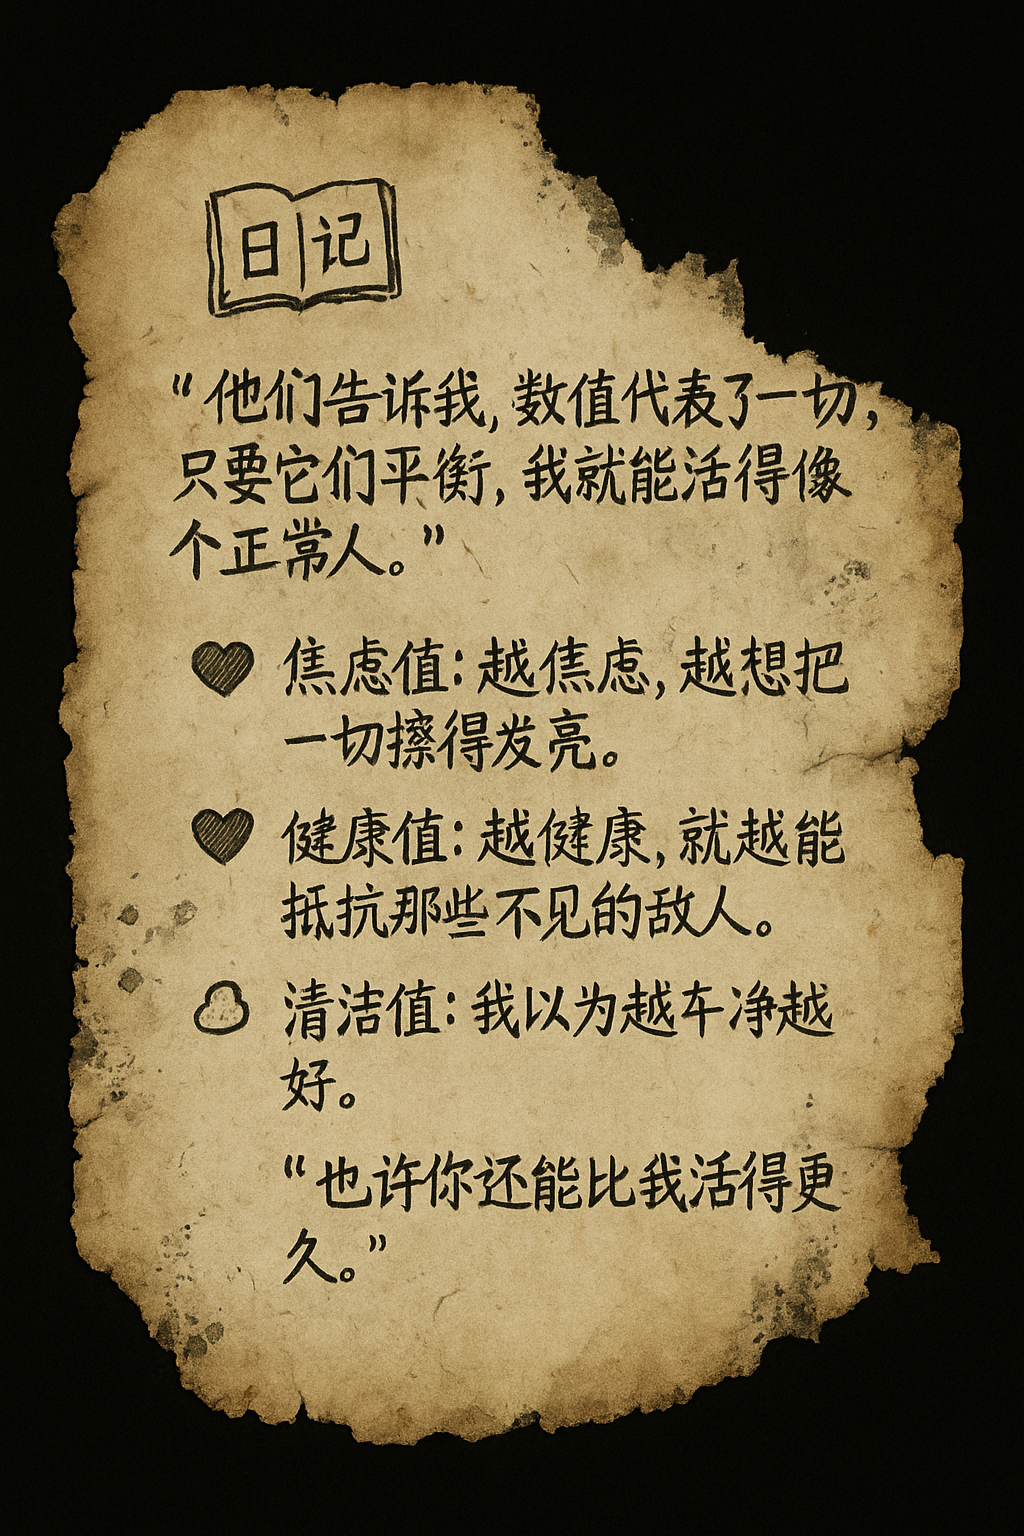 日记
“他们告诉我，数值代表了一切，
只要它们平衡，我就能活得像
个正常人。”
焦虑值：越焦虑，越想把
一切擦得发亮。
健康值：越健康，就越能
抵抗那些不见的敌人。
清洁值：我以为越车净越
好。
“也许你还能比我活得更
久。”